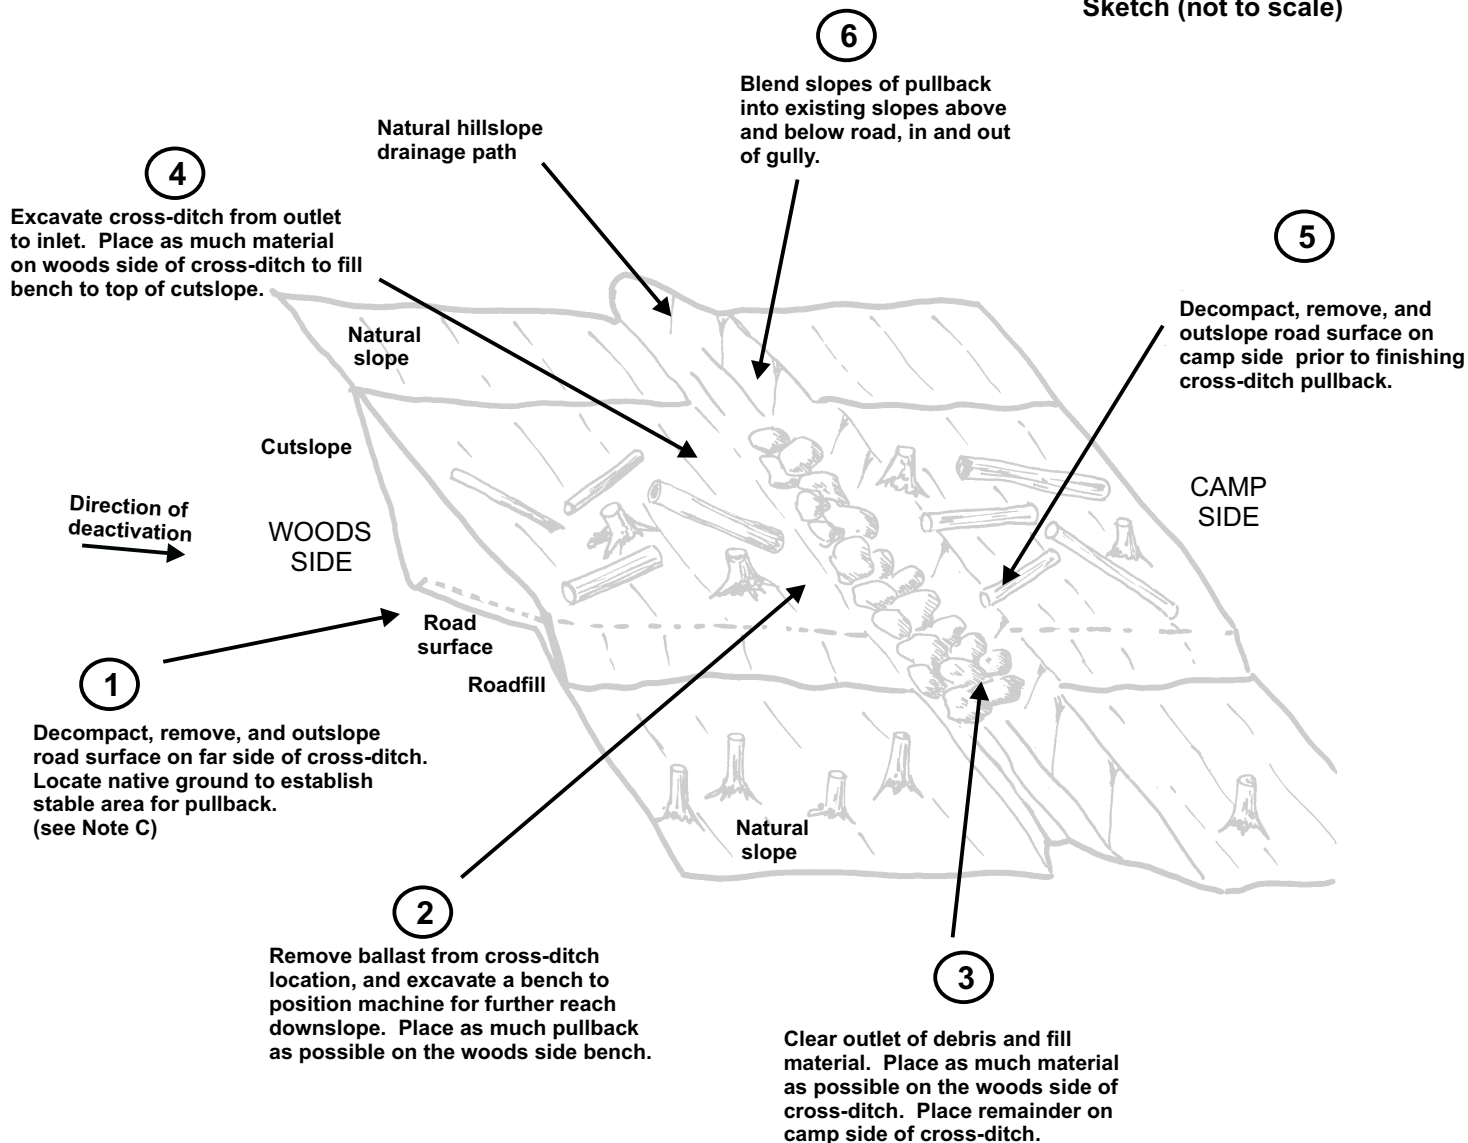 Sketch (not to scale)
6
Blend slopes of pullback
into existing slopes above
and below road, in and out
of gully.
Natural hillslope
drainage path
4
Excavate cross-ditch from outlet
to inlet.  Place as much material
on woods side of cross-ditch to fill
bench to top of cutslope.
5
Decompact, remove, and
outslope road surface on
camp side  prior to finishing
cross-ditch pullback.
Natural
slope
Cutslope
Direction of
deactivation
WOODS
SIDE
CAMP
SIDE
Road
surface
Roadfill
1
Decompact, remove, and outslope
road surface on far side of cross-ditch.
Locate native ground to establish
stable area for pullback.
(see Note C)
Natural
slope
2
Remove ballast from cross-ditch
location, and excavate a bench to
position machine for further reach
downslope.  Place as much pullback
as possible on the woods side bench.
3
Clear outlet of debris and fill
material.  Place as much material
as possible on the woods side of
cross-ditch.  Place remainder on
camp side of cross-ditch.